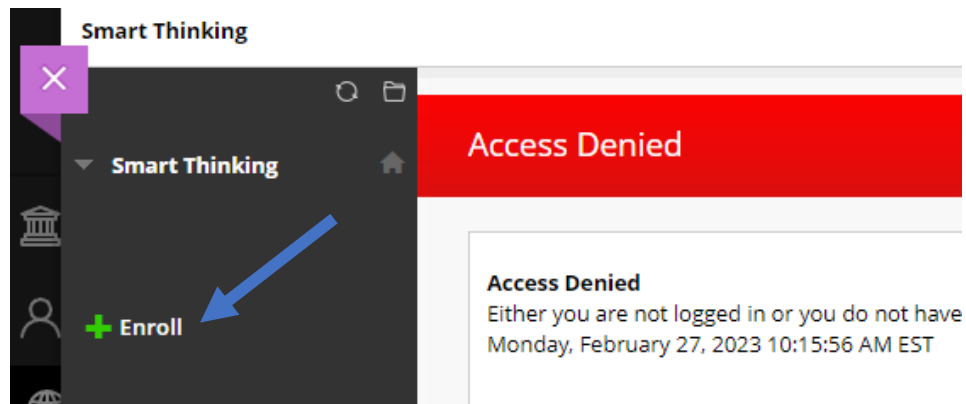 Smart Thinking
Smart Thinking
Access Denied
Enroll
Access Denied
Either you are not logged in or you do not have
Monday, February 27, 2023 10:15:56 AM EST